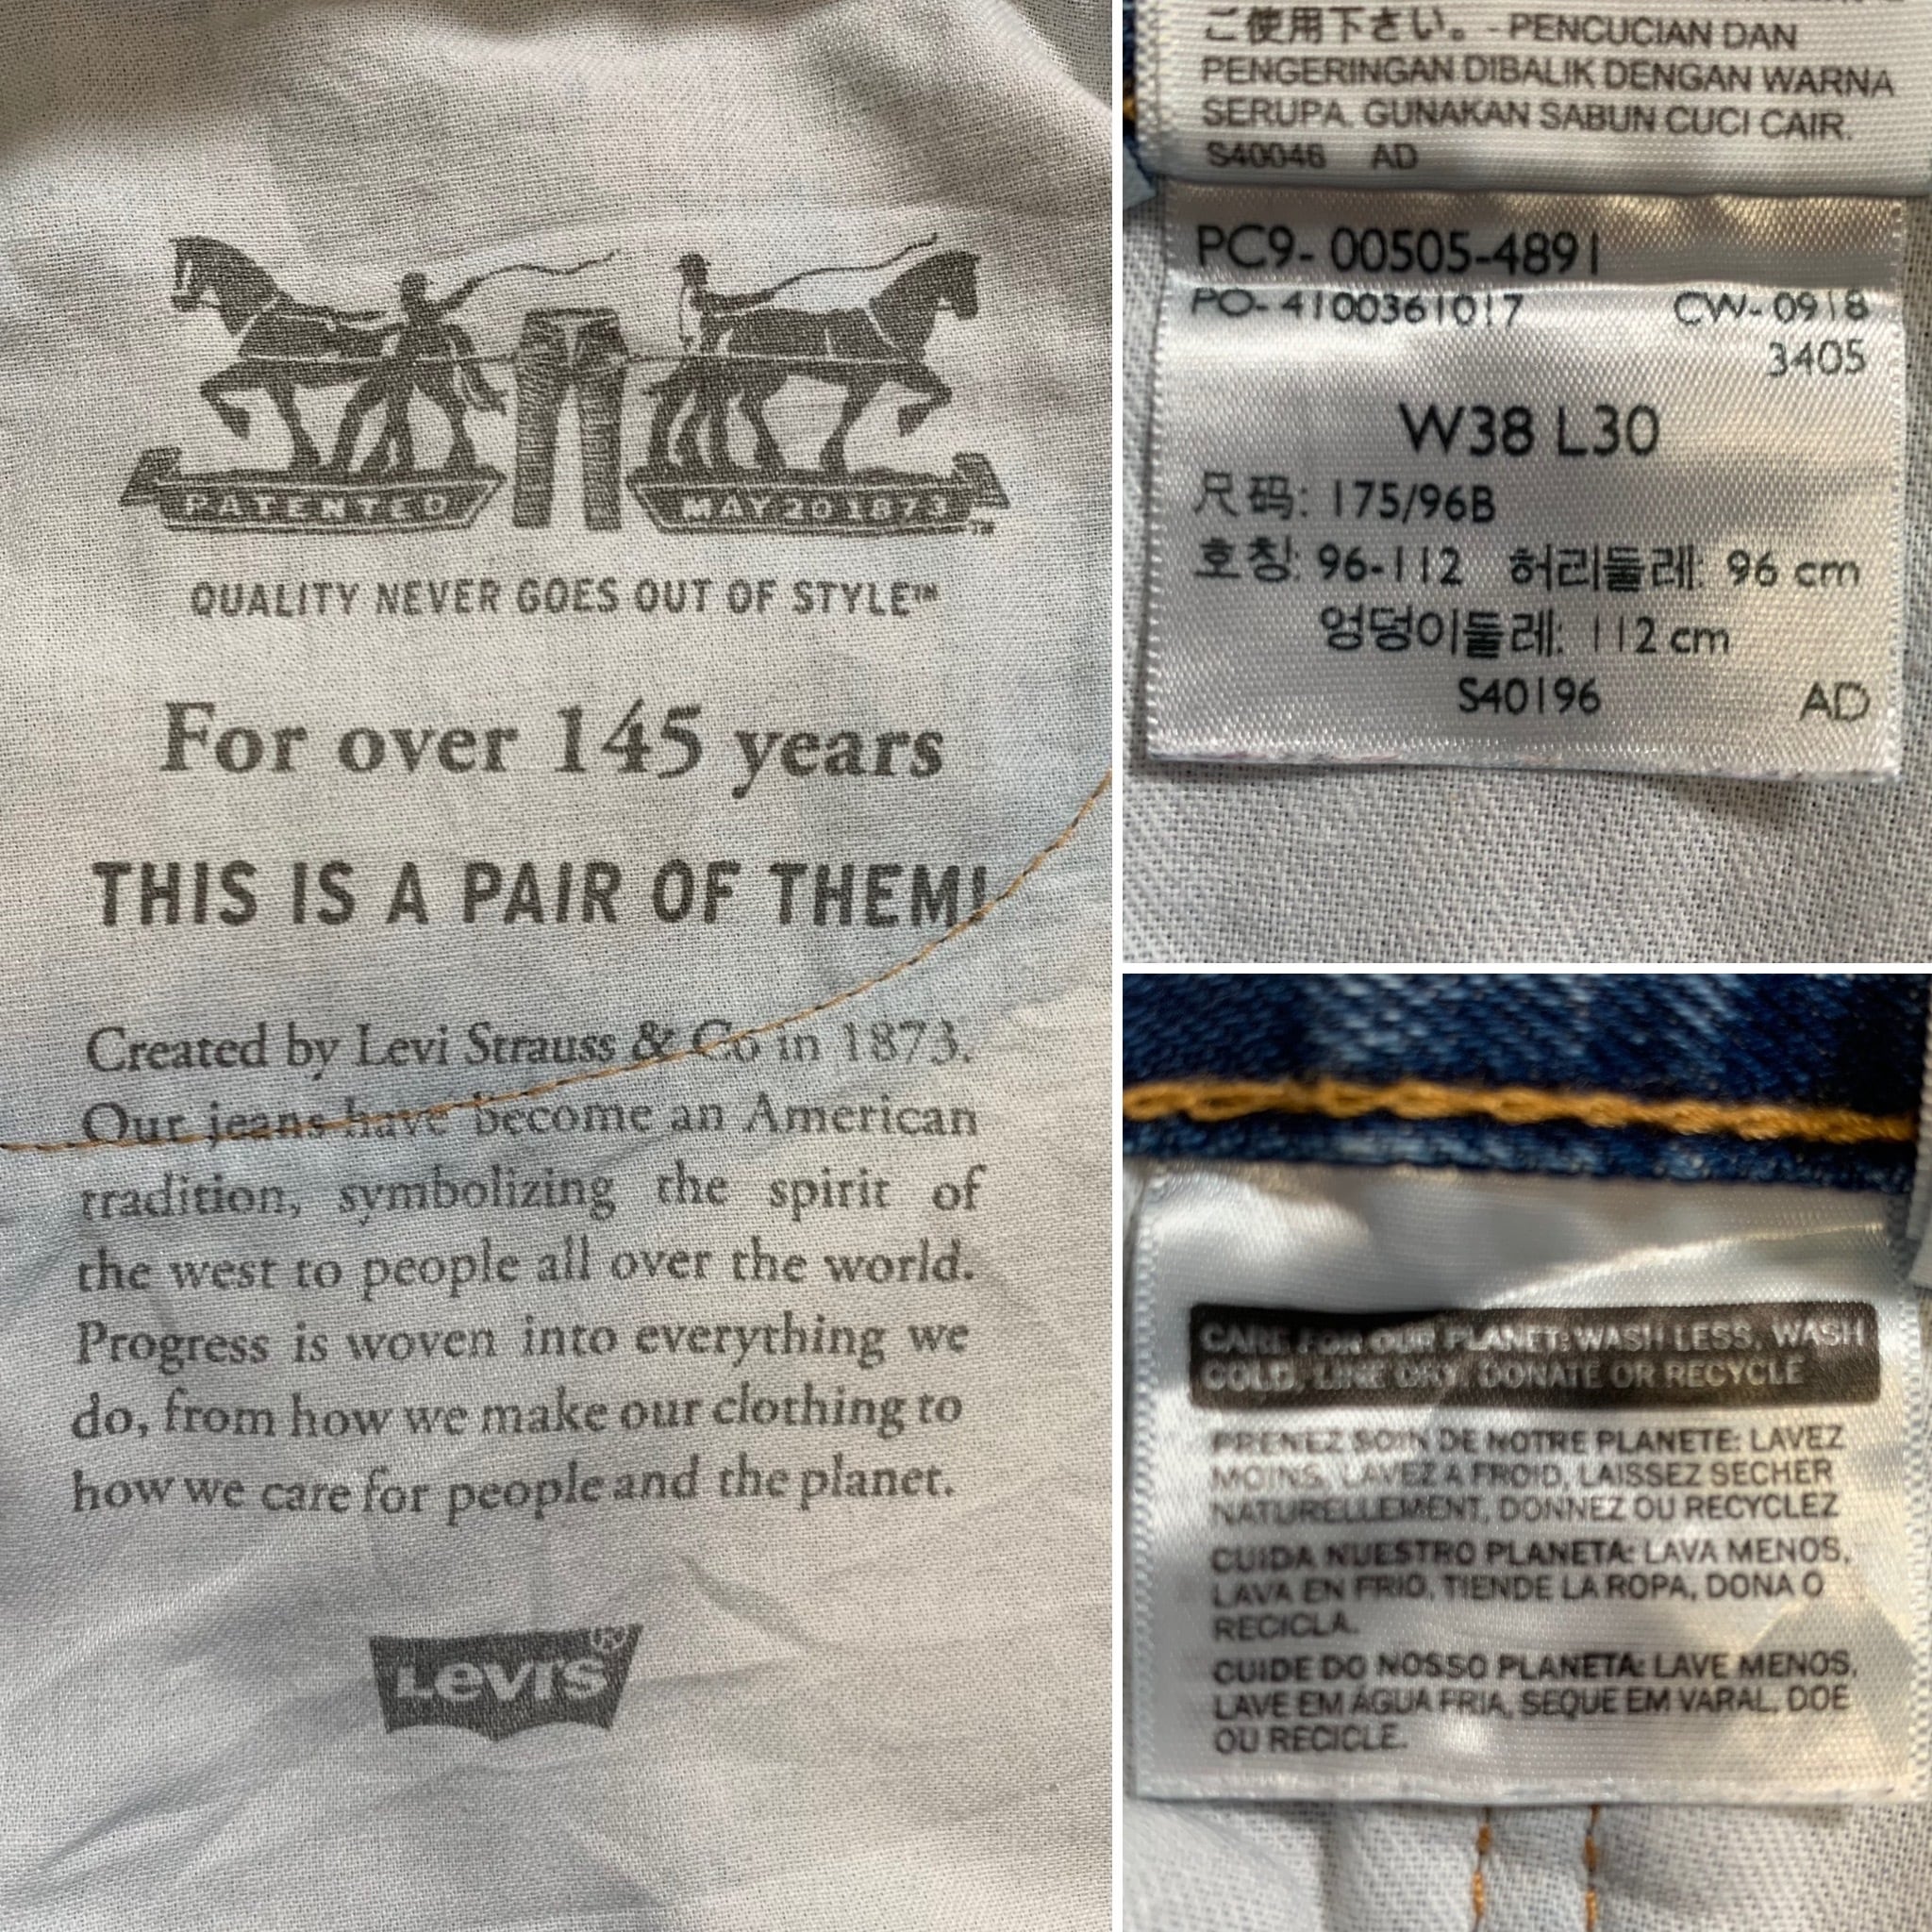 PATENTED MAY 20 1873 ™
QUALITY NEVER GOES OUT OF STYLE™
For over 145 years
THIS IS A PAIR OF THEM!
Created by Levi Strauss & Co in 1873.
Our jeans have become an American
tradition, symbolizing the spirit of
the west to people all over the world.
Progress is woven into everything we
do, from how we make our clothing to
how we care for people and the planet.
Levi's ®
ご使用下さい。- PENCUCIAN DAN
PENGERINGAN DIBALIK DENGAN WARNA
SERUPA. GUNAKAN SABUN CUCI CAIR.
S40046 AD
PC9- 00505-4891
PO- 4100361017 CW- 0918
3405
W38 L30
尺码: 175/96B
호칭: 96-112 허리둘레: 96 cm
엉덩이둘레: 112 cm
S40196 AD
CARE FOR OUR PLANET: WASH LESS, WASH
COLD, LINE DRY, DONATE OR RECYCLE
PRENEZ SOIN DE NOTRE PLANETE: LAVEZ
MOINS, LAVEZ A FROID, LAISSEZ SECHER
NATURELLEMENT, DONNEZ OU RECYCLEZ
CUIDA NUESTRO PLANETA: LAVA MENOS,
LAVA EN FRIO, TIENDE LA ROPA, DONA O
RECICLA.
CUIDE DO NOSSO PLANETA: LAVE MENOS,
LAVE EM ÁGUA FRIA, SEQUE EM VARAL, DOE
OU RECICLE.